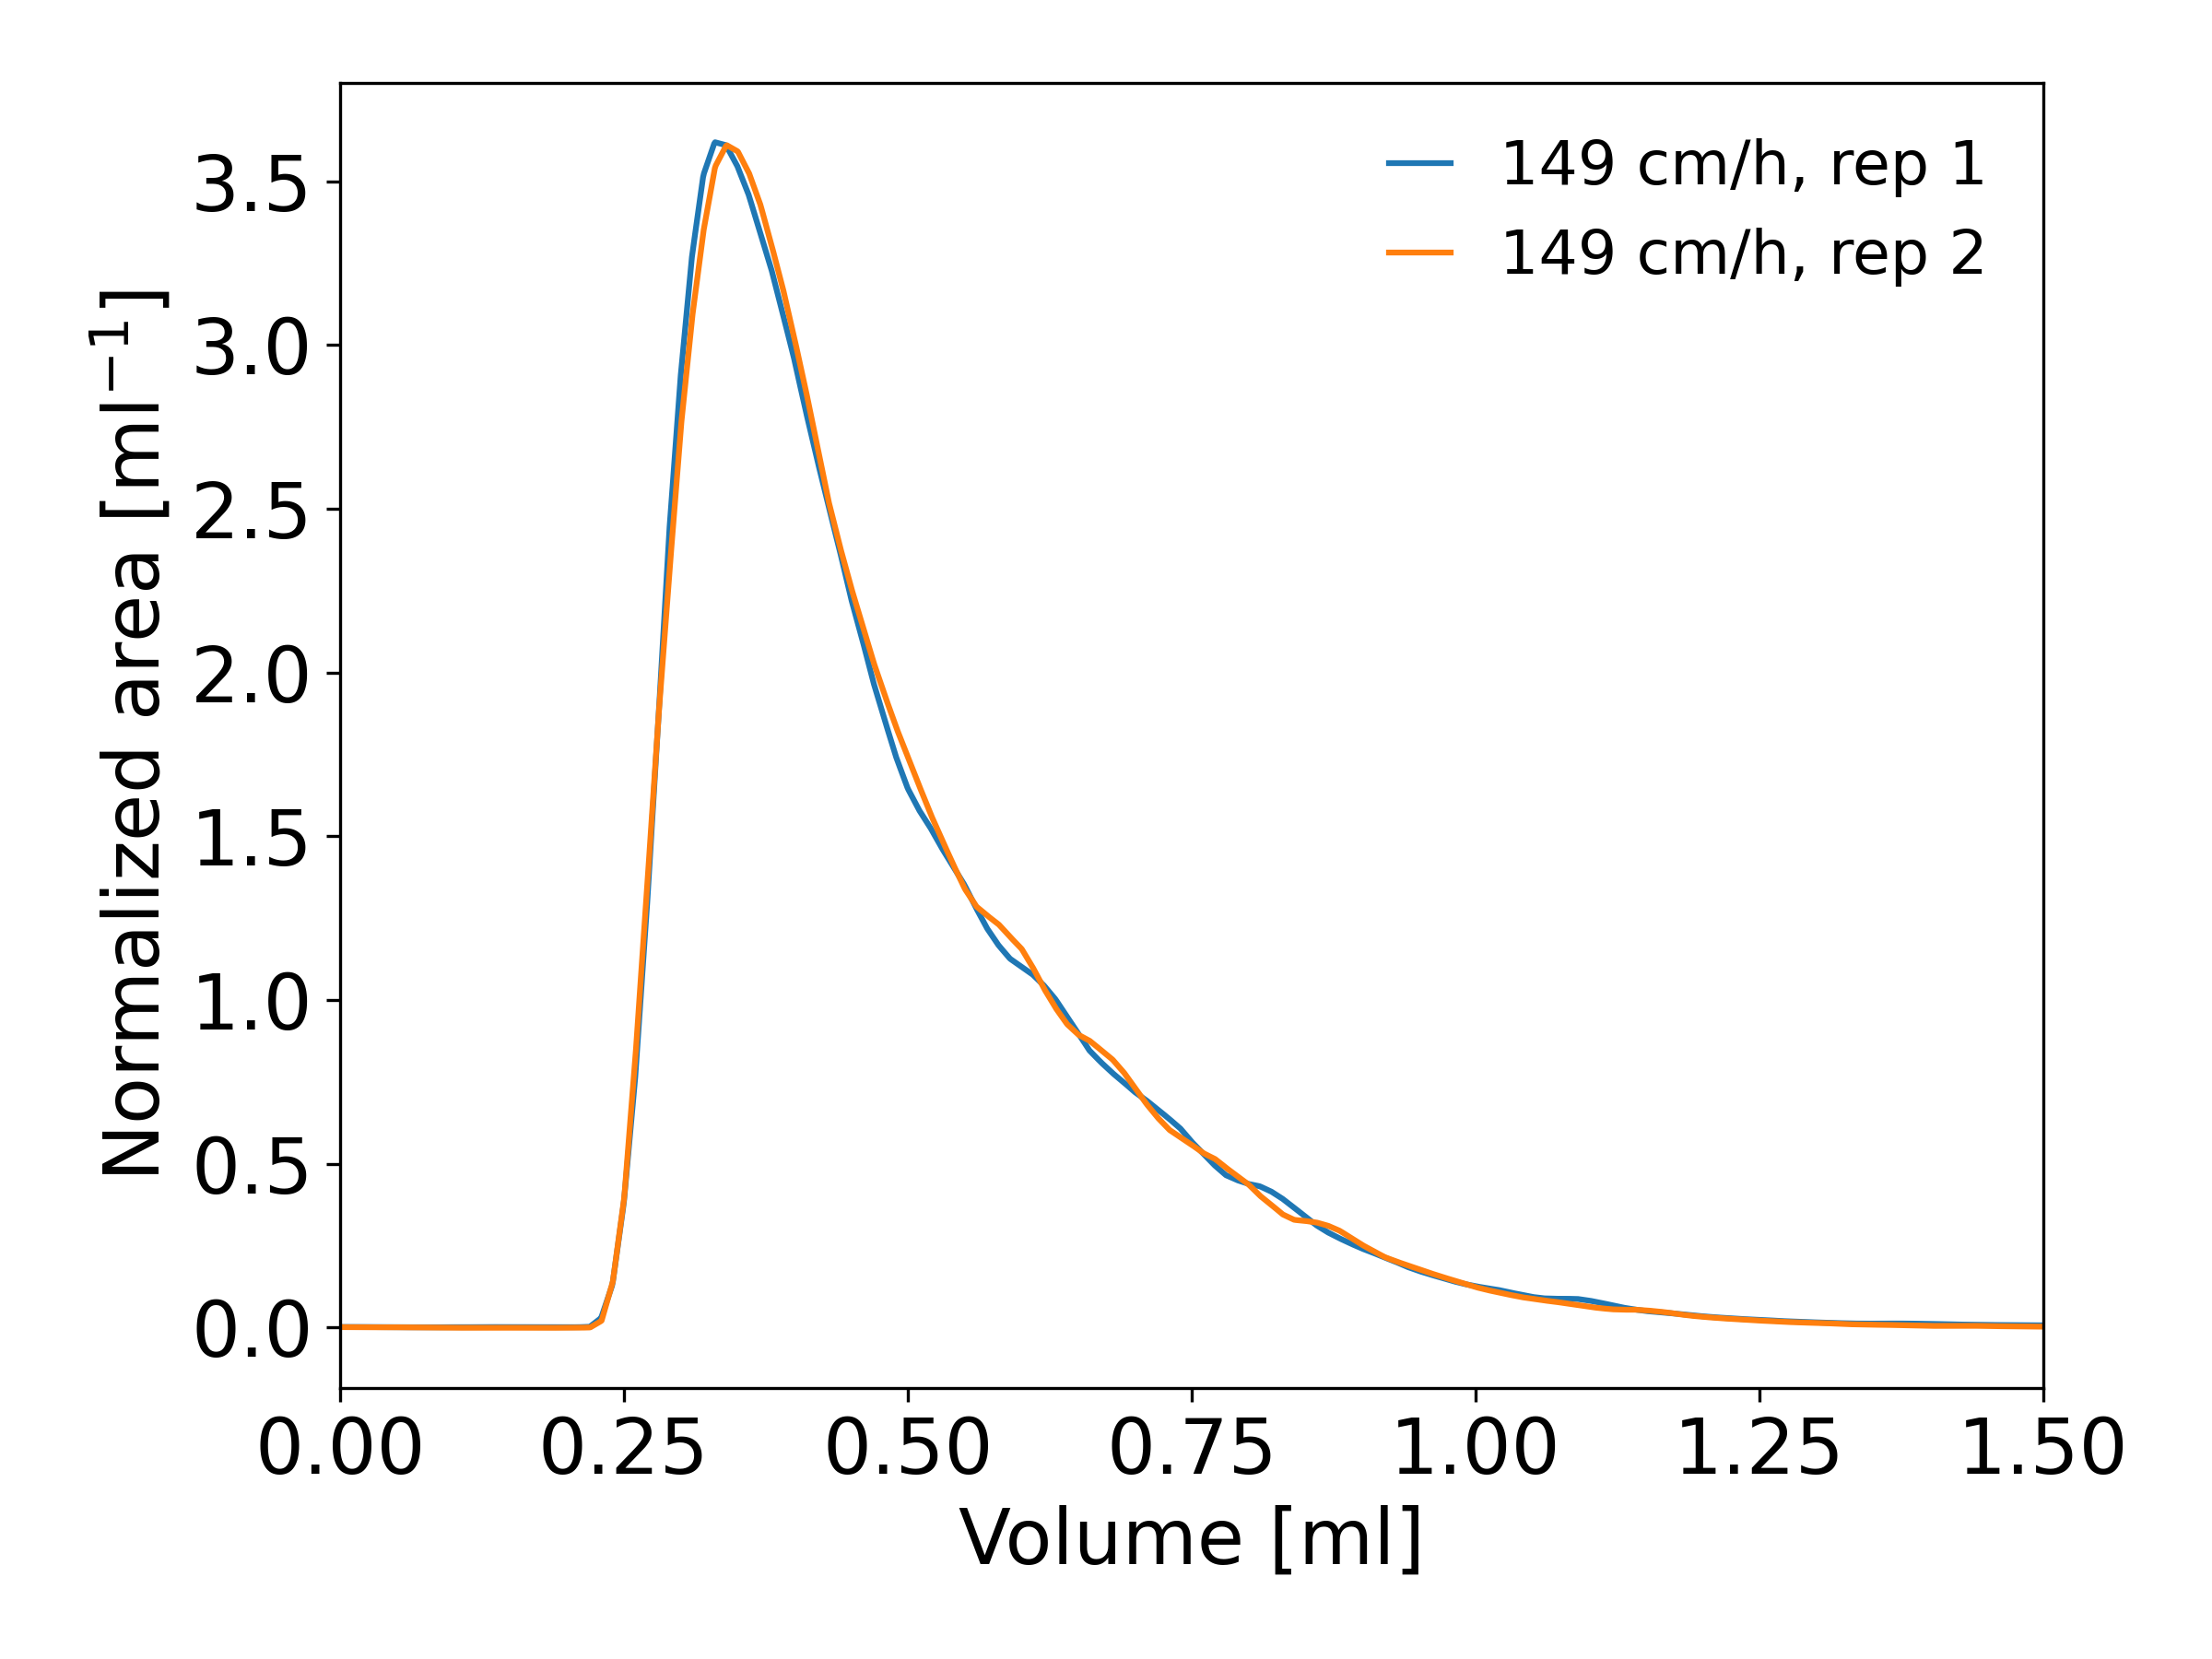 149 cm/h, rep 1
149 cm/h, rep 2
3.5
3.0
2.5
2.0
1.5
1.0
0.5
0.0
Normalized area [ml⁻¹]
0.00 0.25 0.50 0.75 1.00 1.25 1.50
Volume [ml]